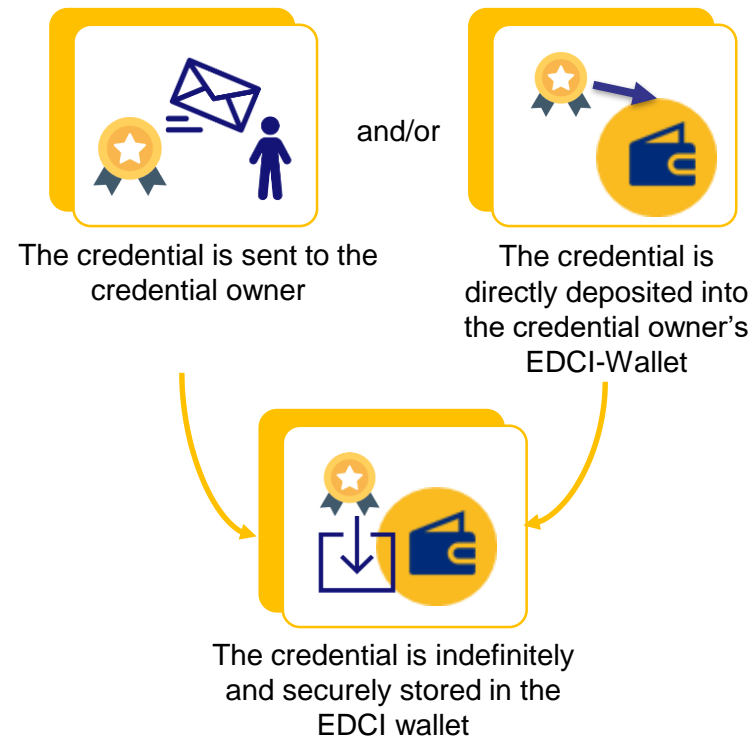 and/or
The credential is sent to the
credential owner
The credential is
directly deposited into
the credential owner’s
EDCI-Wallet
The credential is indefinitely
and securely stored in the
EDCI wallet